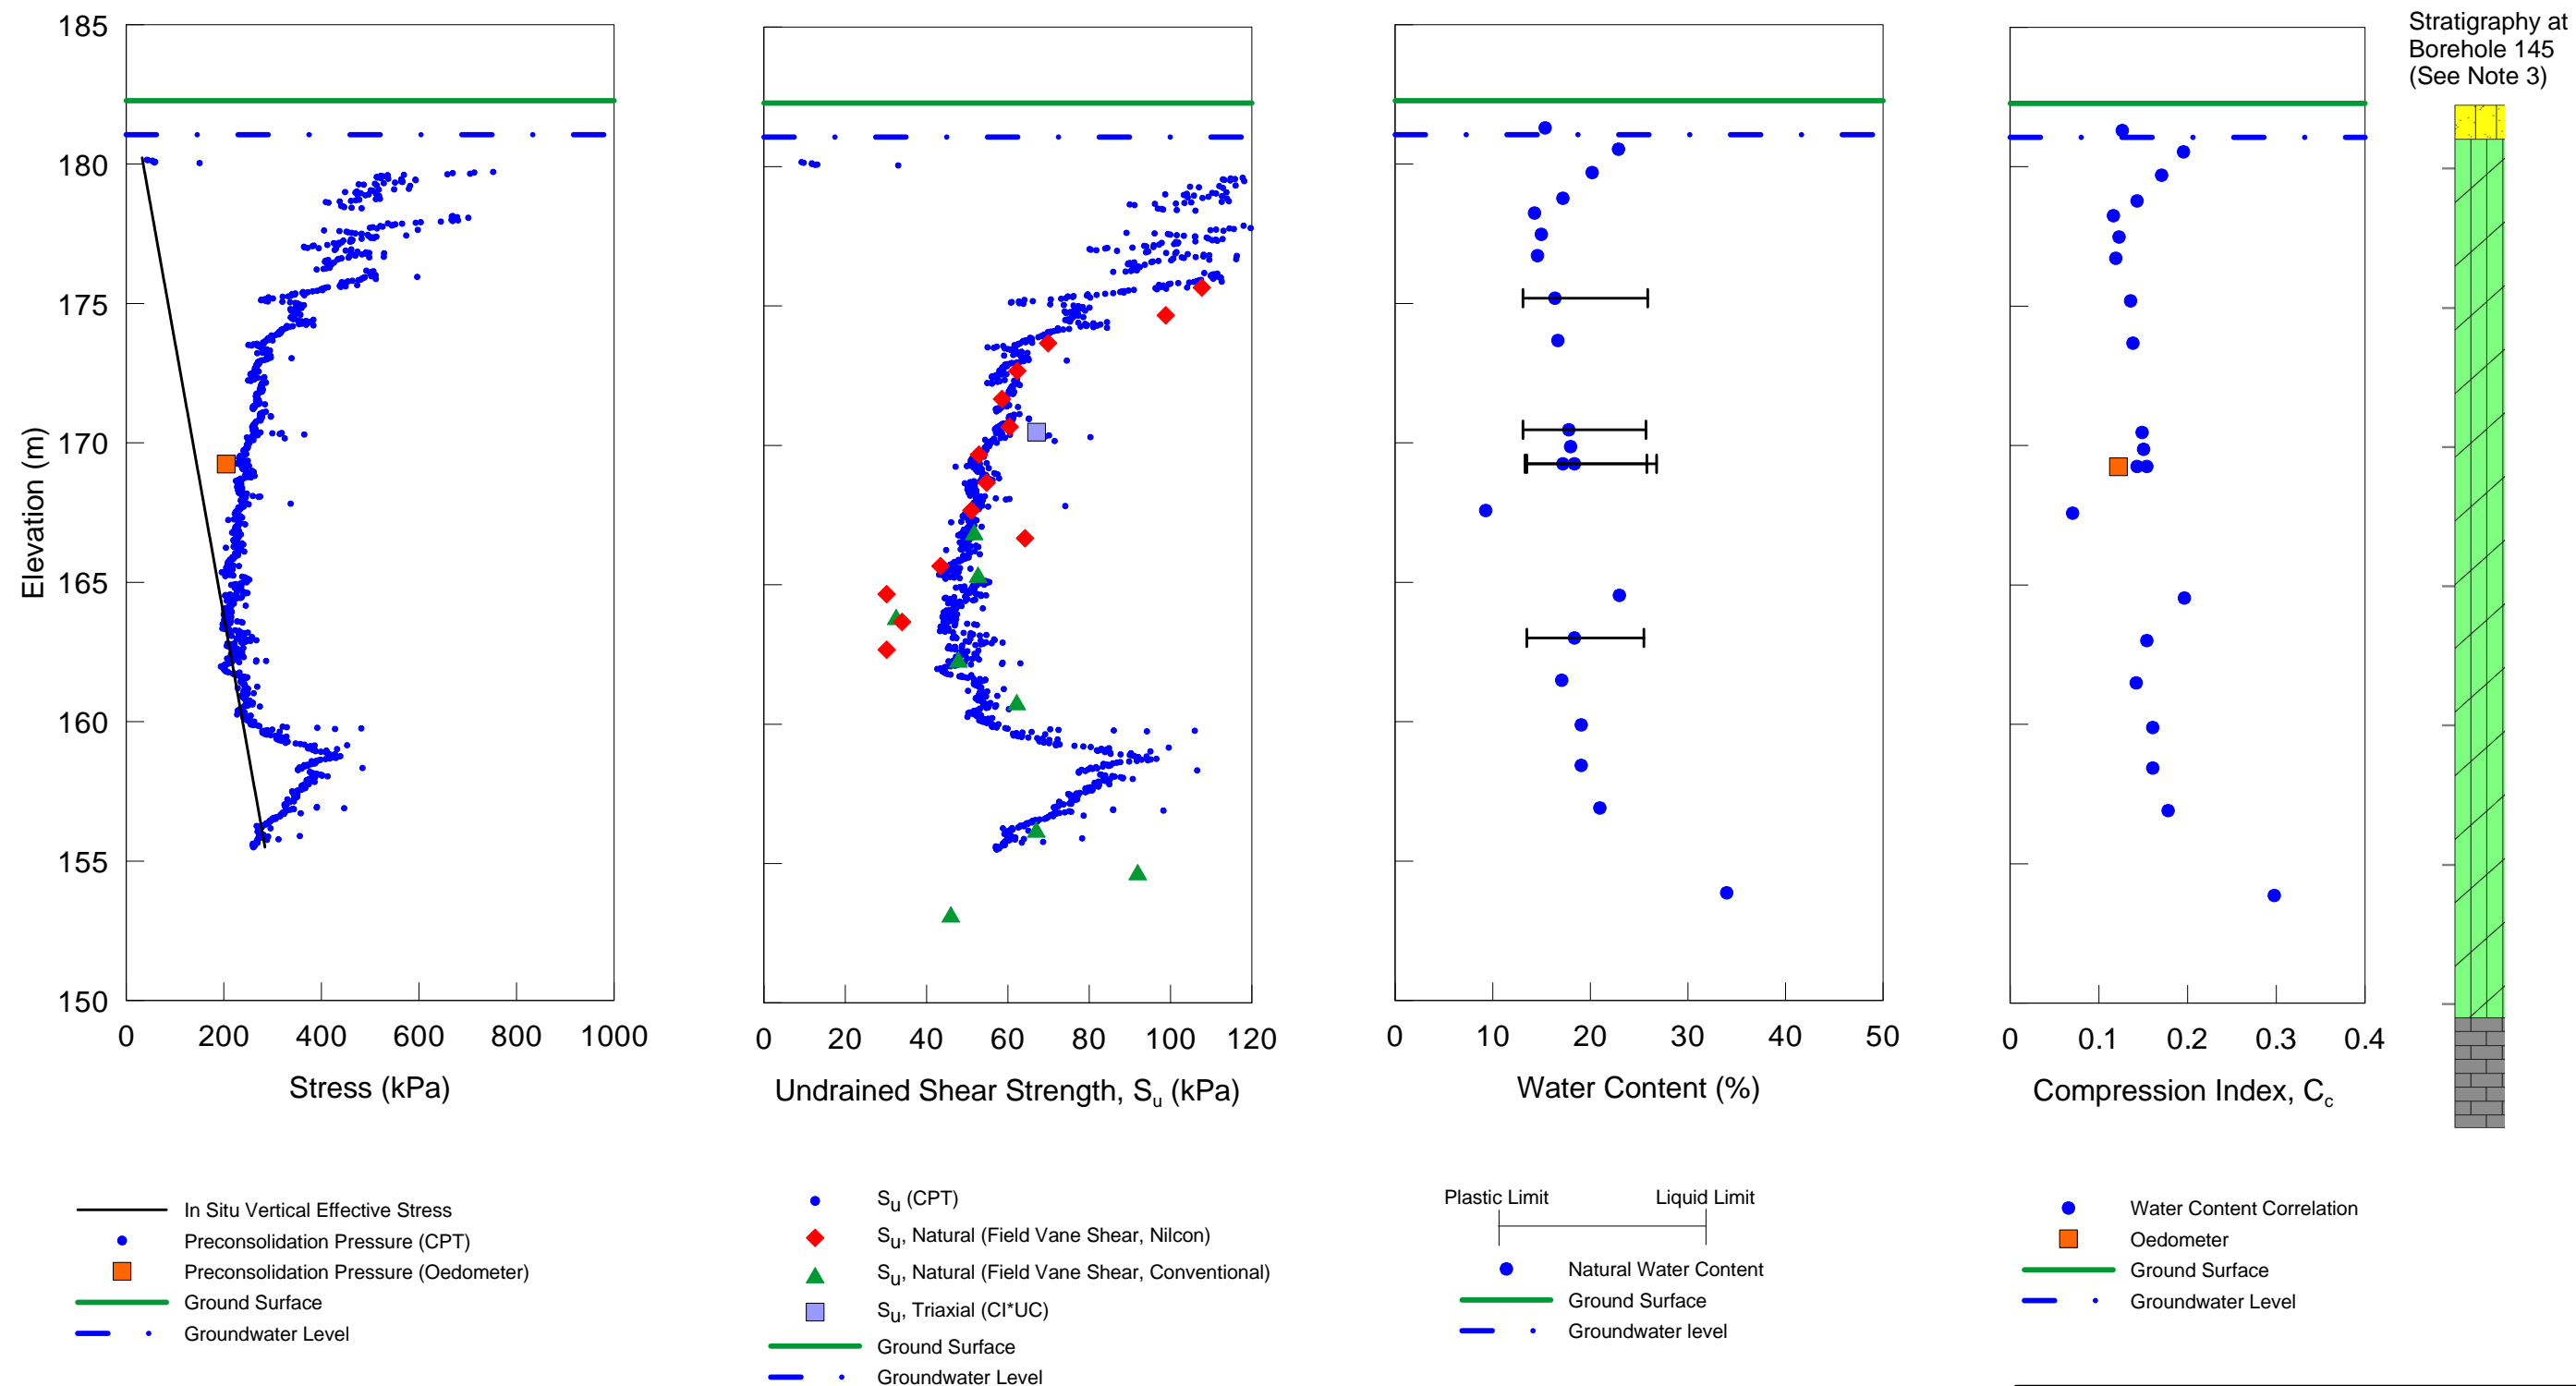 Stratigraphy at
Borehole 145
(See Note 3)
Elevation (m)
185
180
175
170
165
160
155
150
0 200 400 600 800 1000
Stress (kPa)
0 20 40 60 80 100 120
Undrained Shear Strength, Su (kPa)
0 10 20 30 40 50
Water Content (%)
0 0.1 0.2 0.3 0.4
Compression Index, Cc
In Situ Vertical Effective Stress
Preconsolidation Pressure (CPT)
Preconsolidation Pressure (Oedometer)
Ground Surface
Groundwater Level
Su (CPT)
Su, Natural (Field Vane Shear, Nilcon)
Su, Natural (Field Vane Shear, Conventional)
Su, Triaxial (CI*UC)
Ground Surface
Groundwater Level
Plastic Limit Liquid Limit
Natural Water Content
Ground Surface
Groundwater level
Water Content Correlation
Oedometer
Ground Surface
Groundwater Level